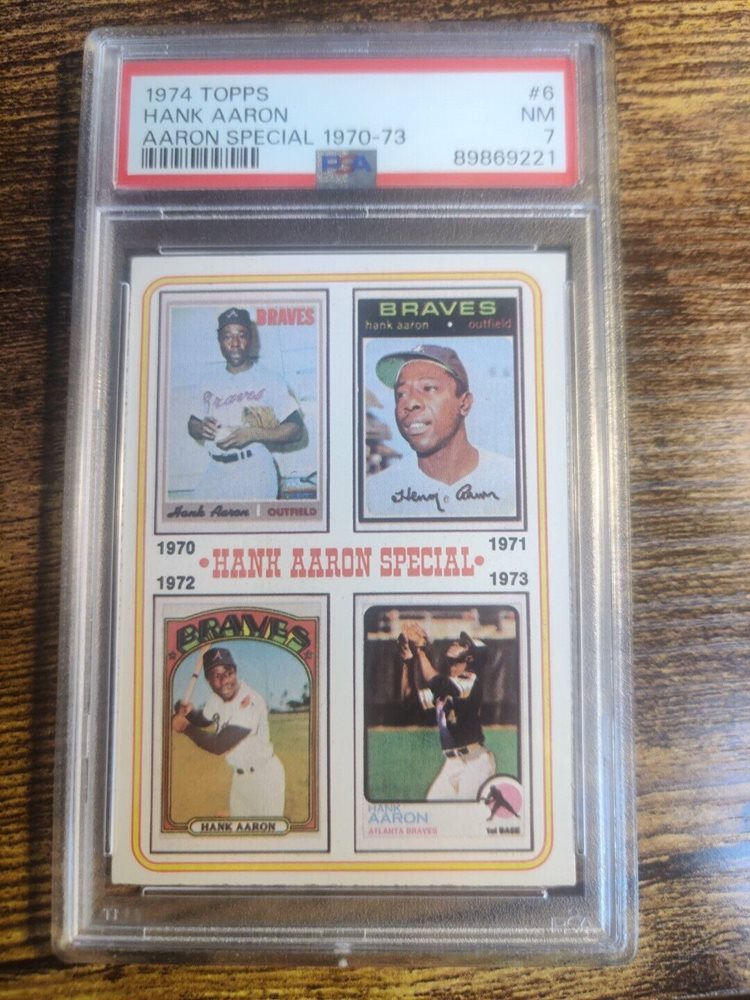 1974 TOPPS #6
HANK AARON NM
AARON SPECIAL 1970-73 7
PSA 89869221
BRAVES
Braves
Hank Aaron OUTFIELD
BRAVES
hank aaron • outfield
Henry Aaron
1970 1971
•HANK AARON SPECIAL•
1972 1973
BRAVES
HANK AARON
HANK
AARON
ATLANTA BRAVES 1st BASE